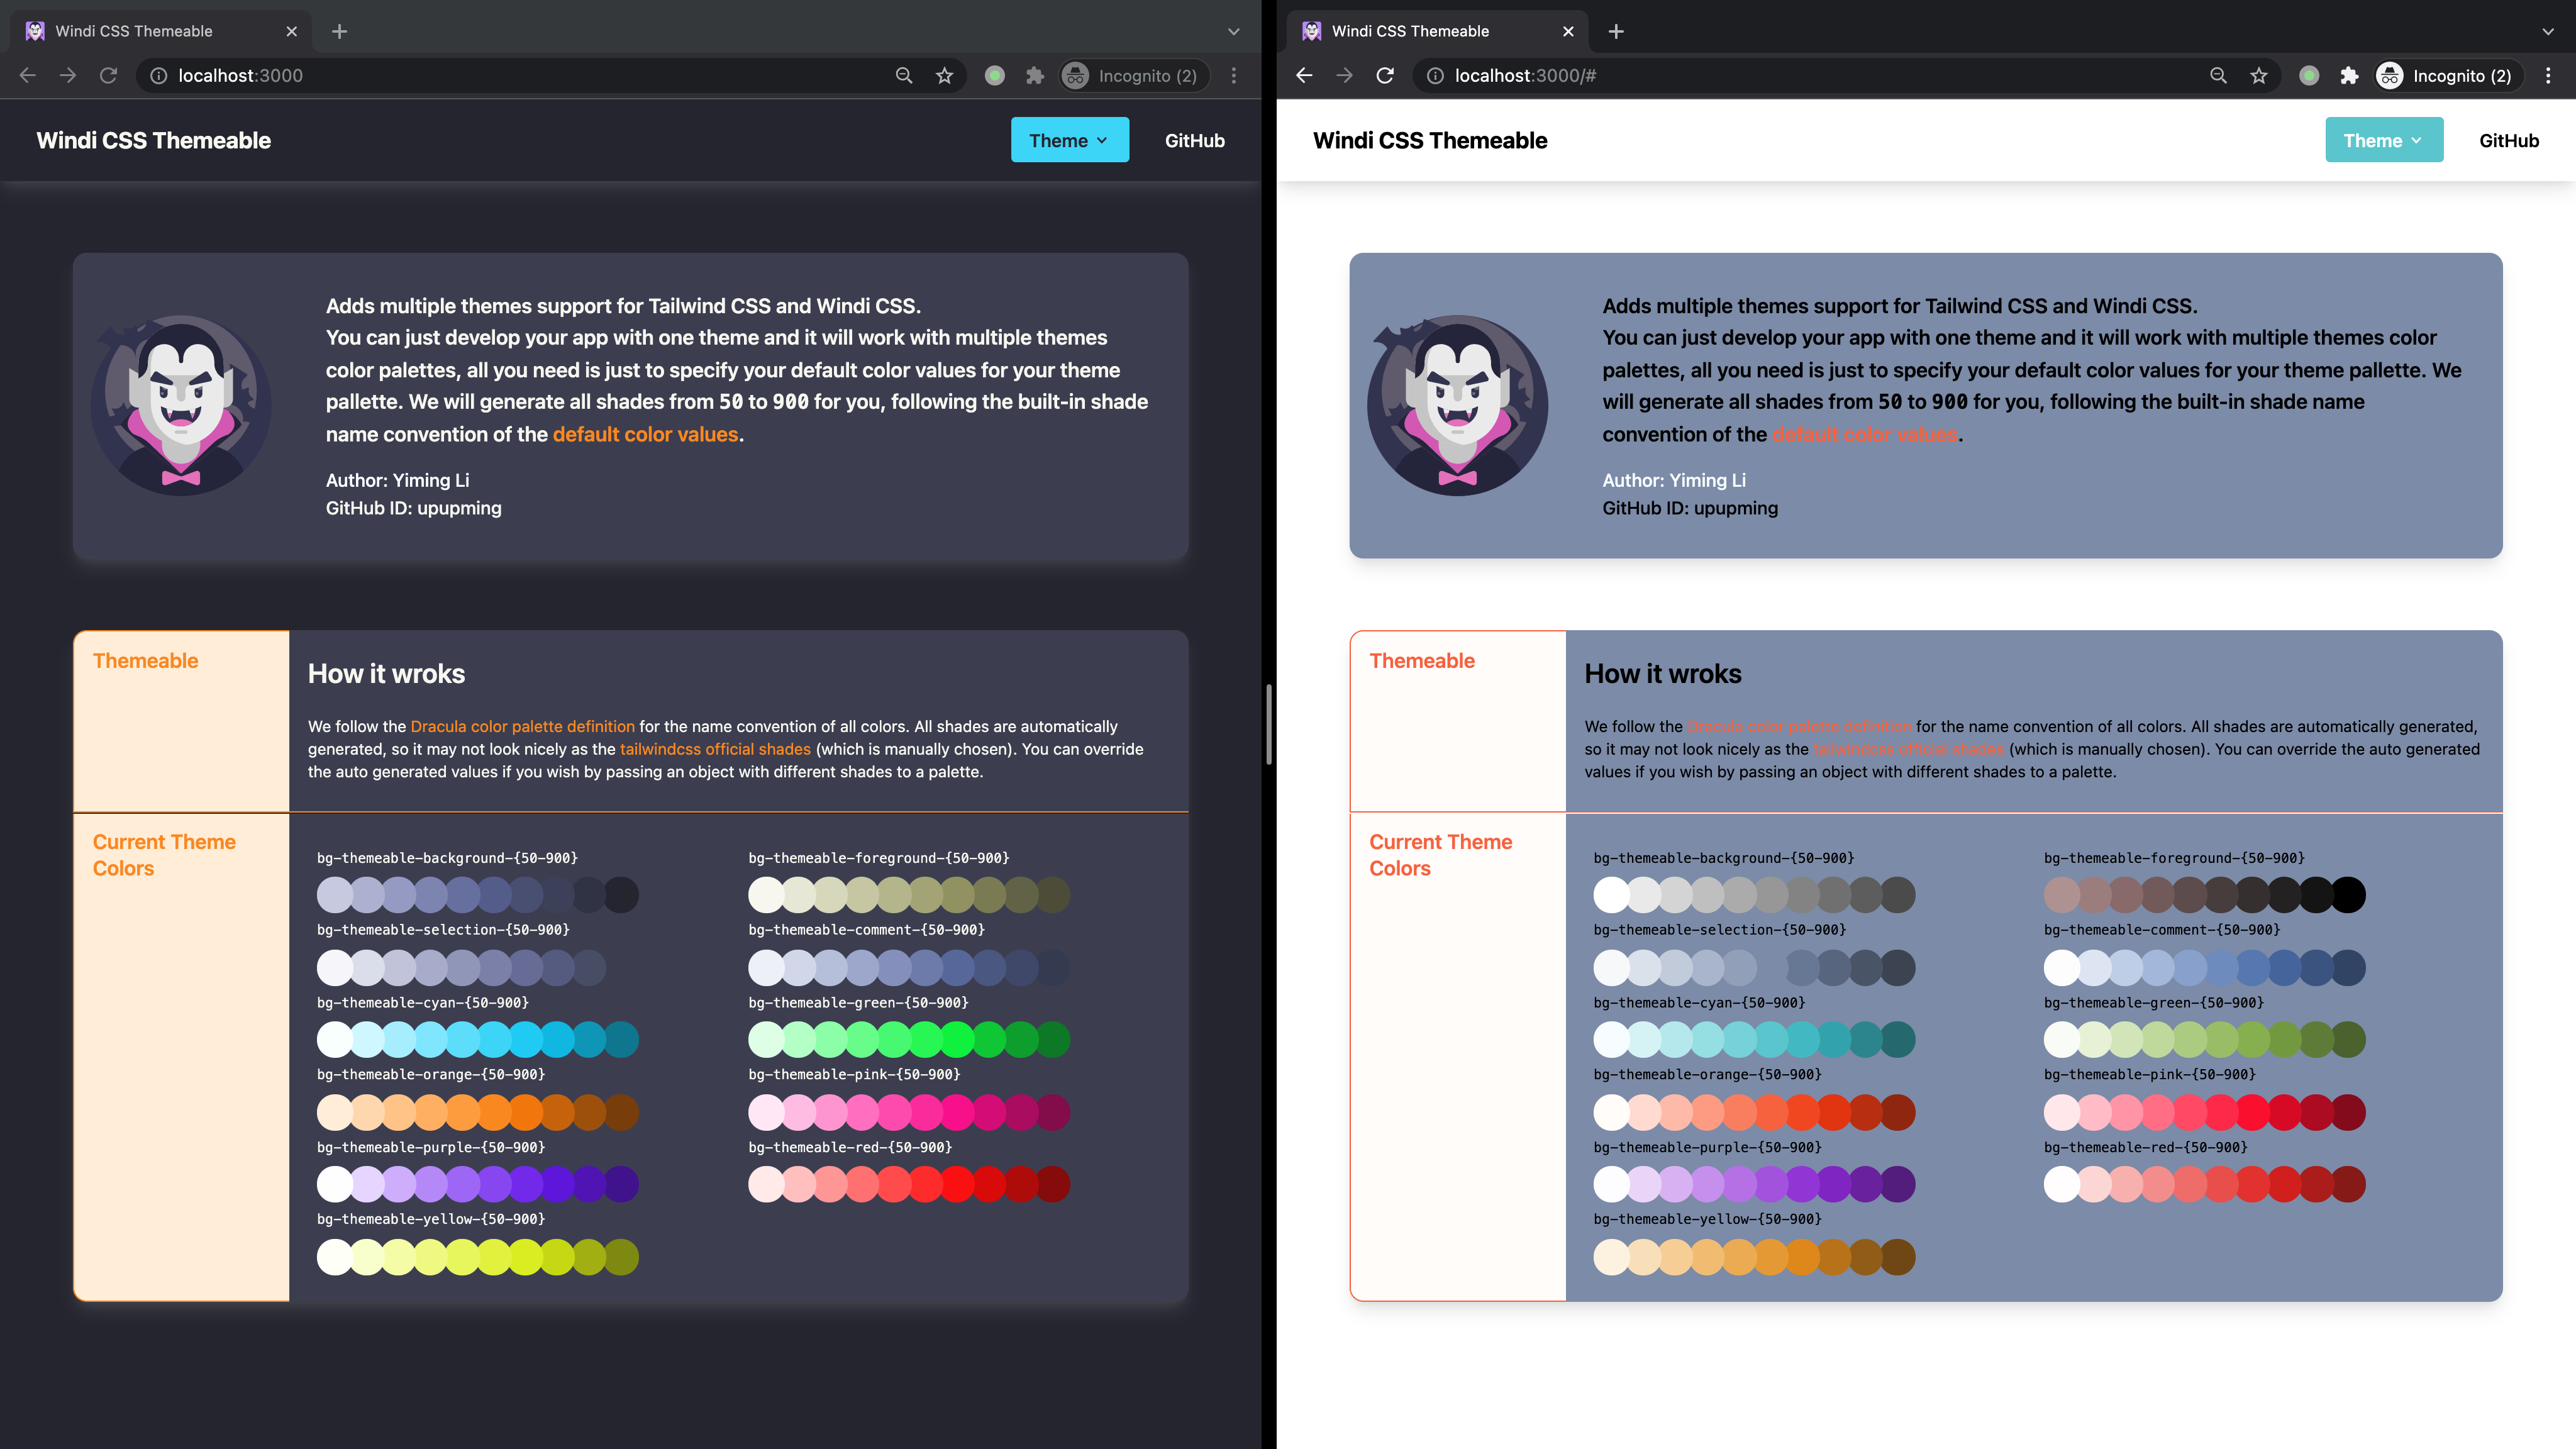 Windi CSS Themeable
localhost:3000
Incognito (2)
Windi CSS Themeable
Theme
GitHub
Adds multiple themes support for Tailwind CSS and Windi CSS.
You can just develop your app with one theme and it will work with multiple themes
color palettes, all you need is just to specify your default color values for your theme
pallette. We will generate all shades from 50 to 900 for you, following the built-in shade
name convention of the default color values.
Author: Yiming Li
GitHub ID: upupming
Themeable
How it wroks
We follow the Dracula color palette definition for the name convention of all colors. All shades are automatically
generated, so it may not look nicely as the tailwindcss official shades (which is manually chosen). You can override
the auto generated values if you wish by passing an object with different shades to a palette.
Current Theme
Colors
bg-themeable-background-{50-900}
bg-themeable-foreground-{50-900}
bg-themeable-selection-{50-900}
bg-themeable-comment-{50-900}
bg-themeable-cyan-{50-900}
bg-themeable-green-{50-900}
bg-themeable-orange-{50-900}
bg-themeable-pink-{50-900}
bg-themeable-purple-{50-900}
bg-themeable-red-{50-900}
bg-themeable-yellow-{50-900}
Windi CSS Themeable
localhost:3000/#
Incognito (2)
Windi CSS Themeable
Theme
GitHub
Adds multiple themes support for Tailwind CSS and Windi CSS.
You can just develop your app with one theme and it will work with multiple themes color
palettes, all you need is just to specify your default color values for your theme pallette. We
will generate all shades from 50 to 900 for you, following the built-in shade name
convention of the default color values.
Author: Yiming Li
GitHub ID: upupming
Themeable
How it wroks
We follow the Dracula color palette definition for the name convention of all colors. All shades are automatically generated,
so it may not look nicely as the tailwindcss official shades (which is manually chosen). You can override the auto generated
values if you wish by passing an object with different shades to a palette.
Current Theme
Colors
bg-themeable-background-{50-900}
bg-themeable-foreground-{50-900}
bg-themeable-selection-{50-900}
bg-themeable-comment-{50-900}
bg-themeable-cyan-{50-900}
bg-themeable-green-{50-900}
bg-themeable-orange-{50-900}
bg-themeable-pink-{50-900}
bg-themeable-purple-{50-900}
bg-themeable-red-{50-900}
bg-themeable-yellow-{50-900}